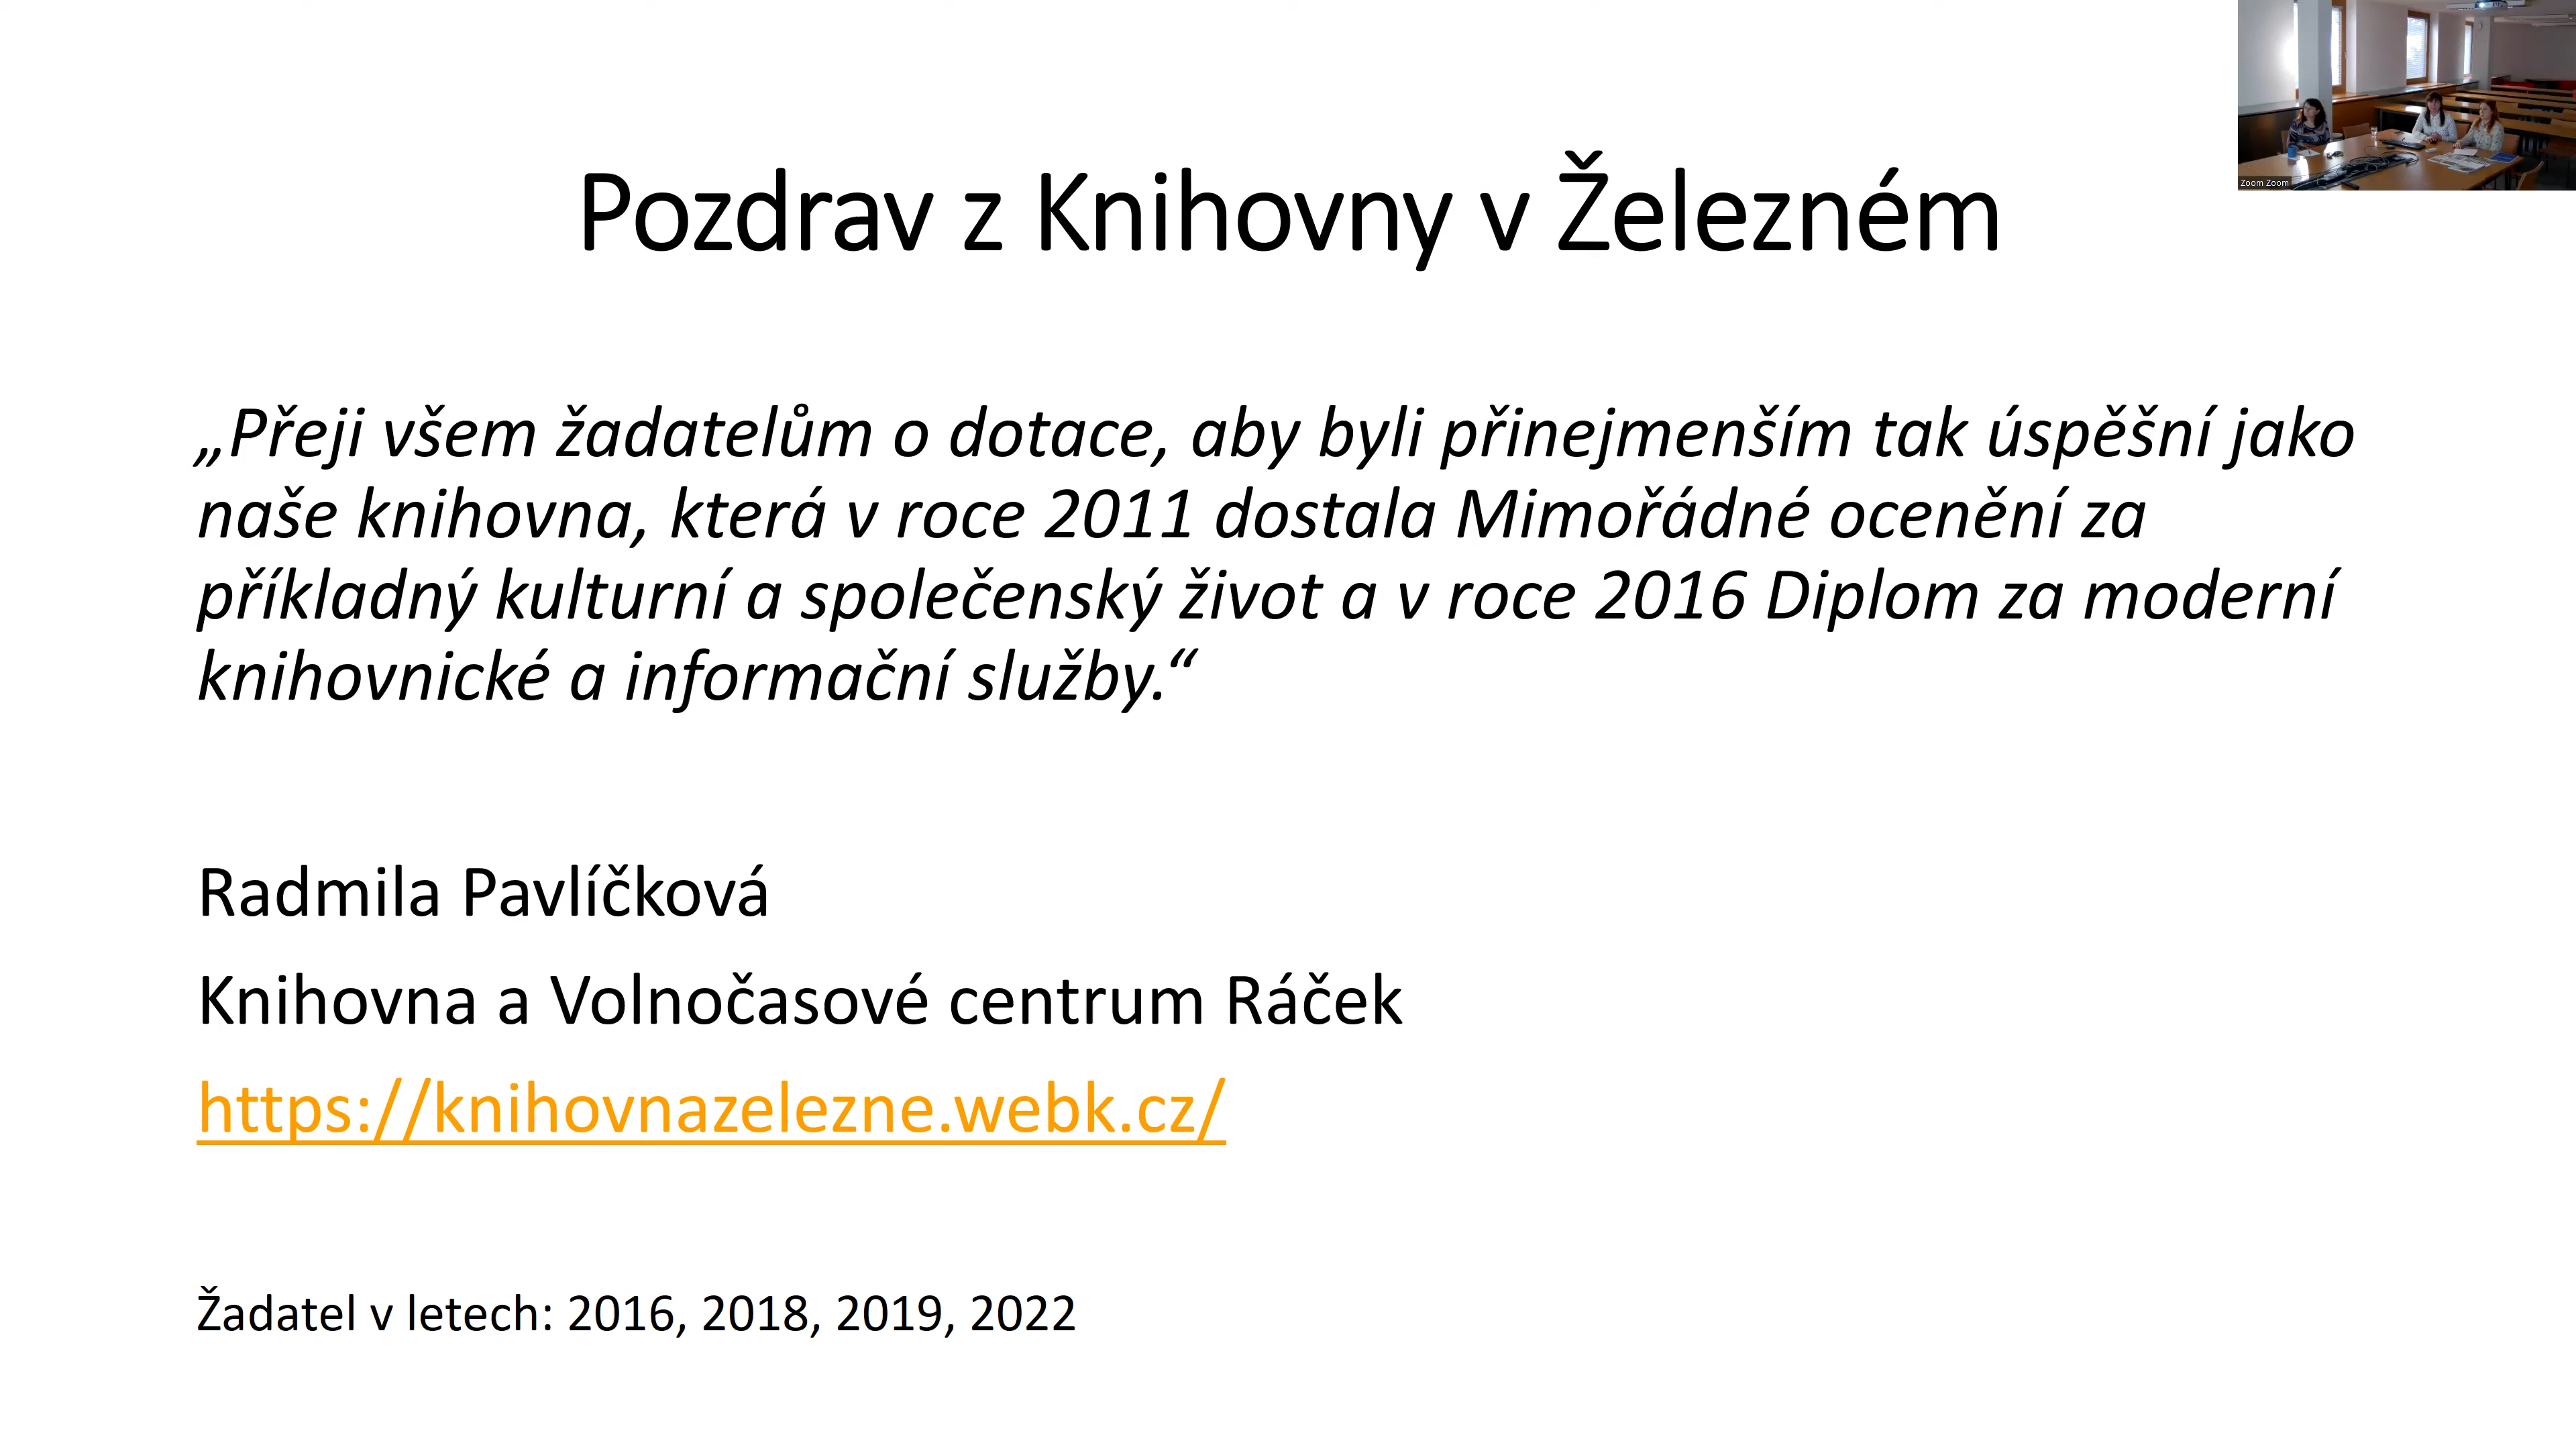 Pozdrav z Knihovny v Železném
Zoom Zoom
„Přeji všem žadatelům o dotace, aby byli přinejmenším tak úspěšní jako
naše knihovna, která v roce 2011 dostala Mimořádné ocenění za
příkladný kulturní a společenský život a v roce 2016 Diplom za moderní
knihovnické a informační služby.“
Radmila Pavlíčková
Knihovna a Volnočasové centrum Ráček
https://knihovnazelezne.webk.cz/
Žadatel v letech: 2016, 2018, 2019, 2022